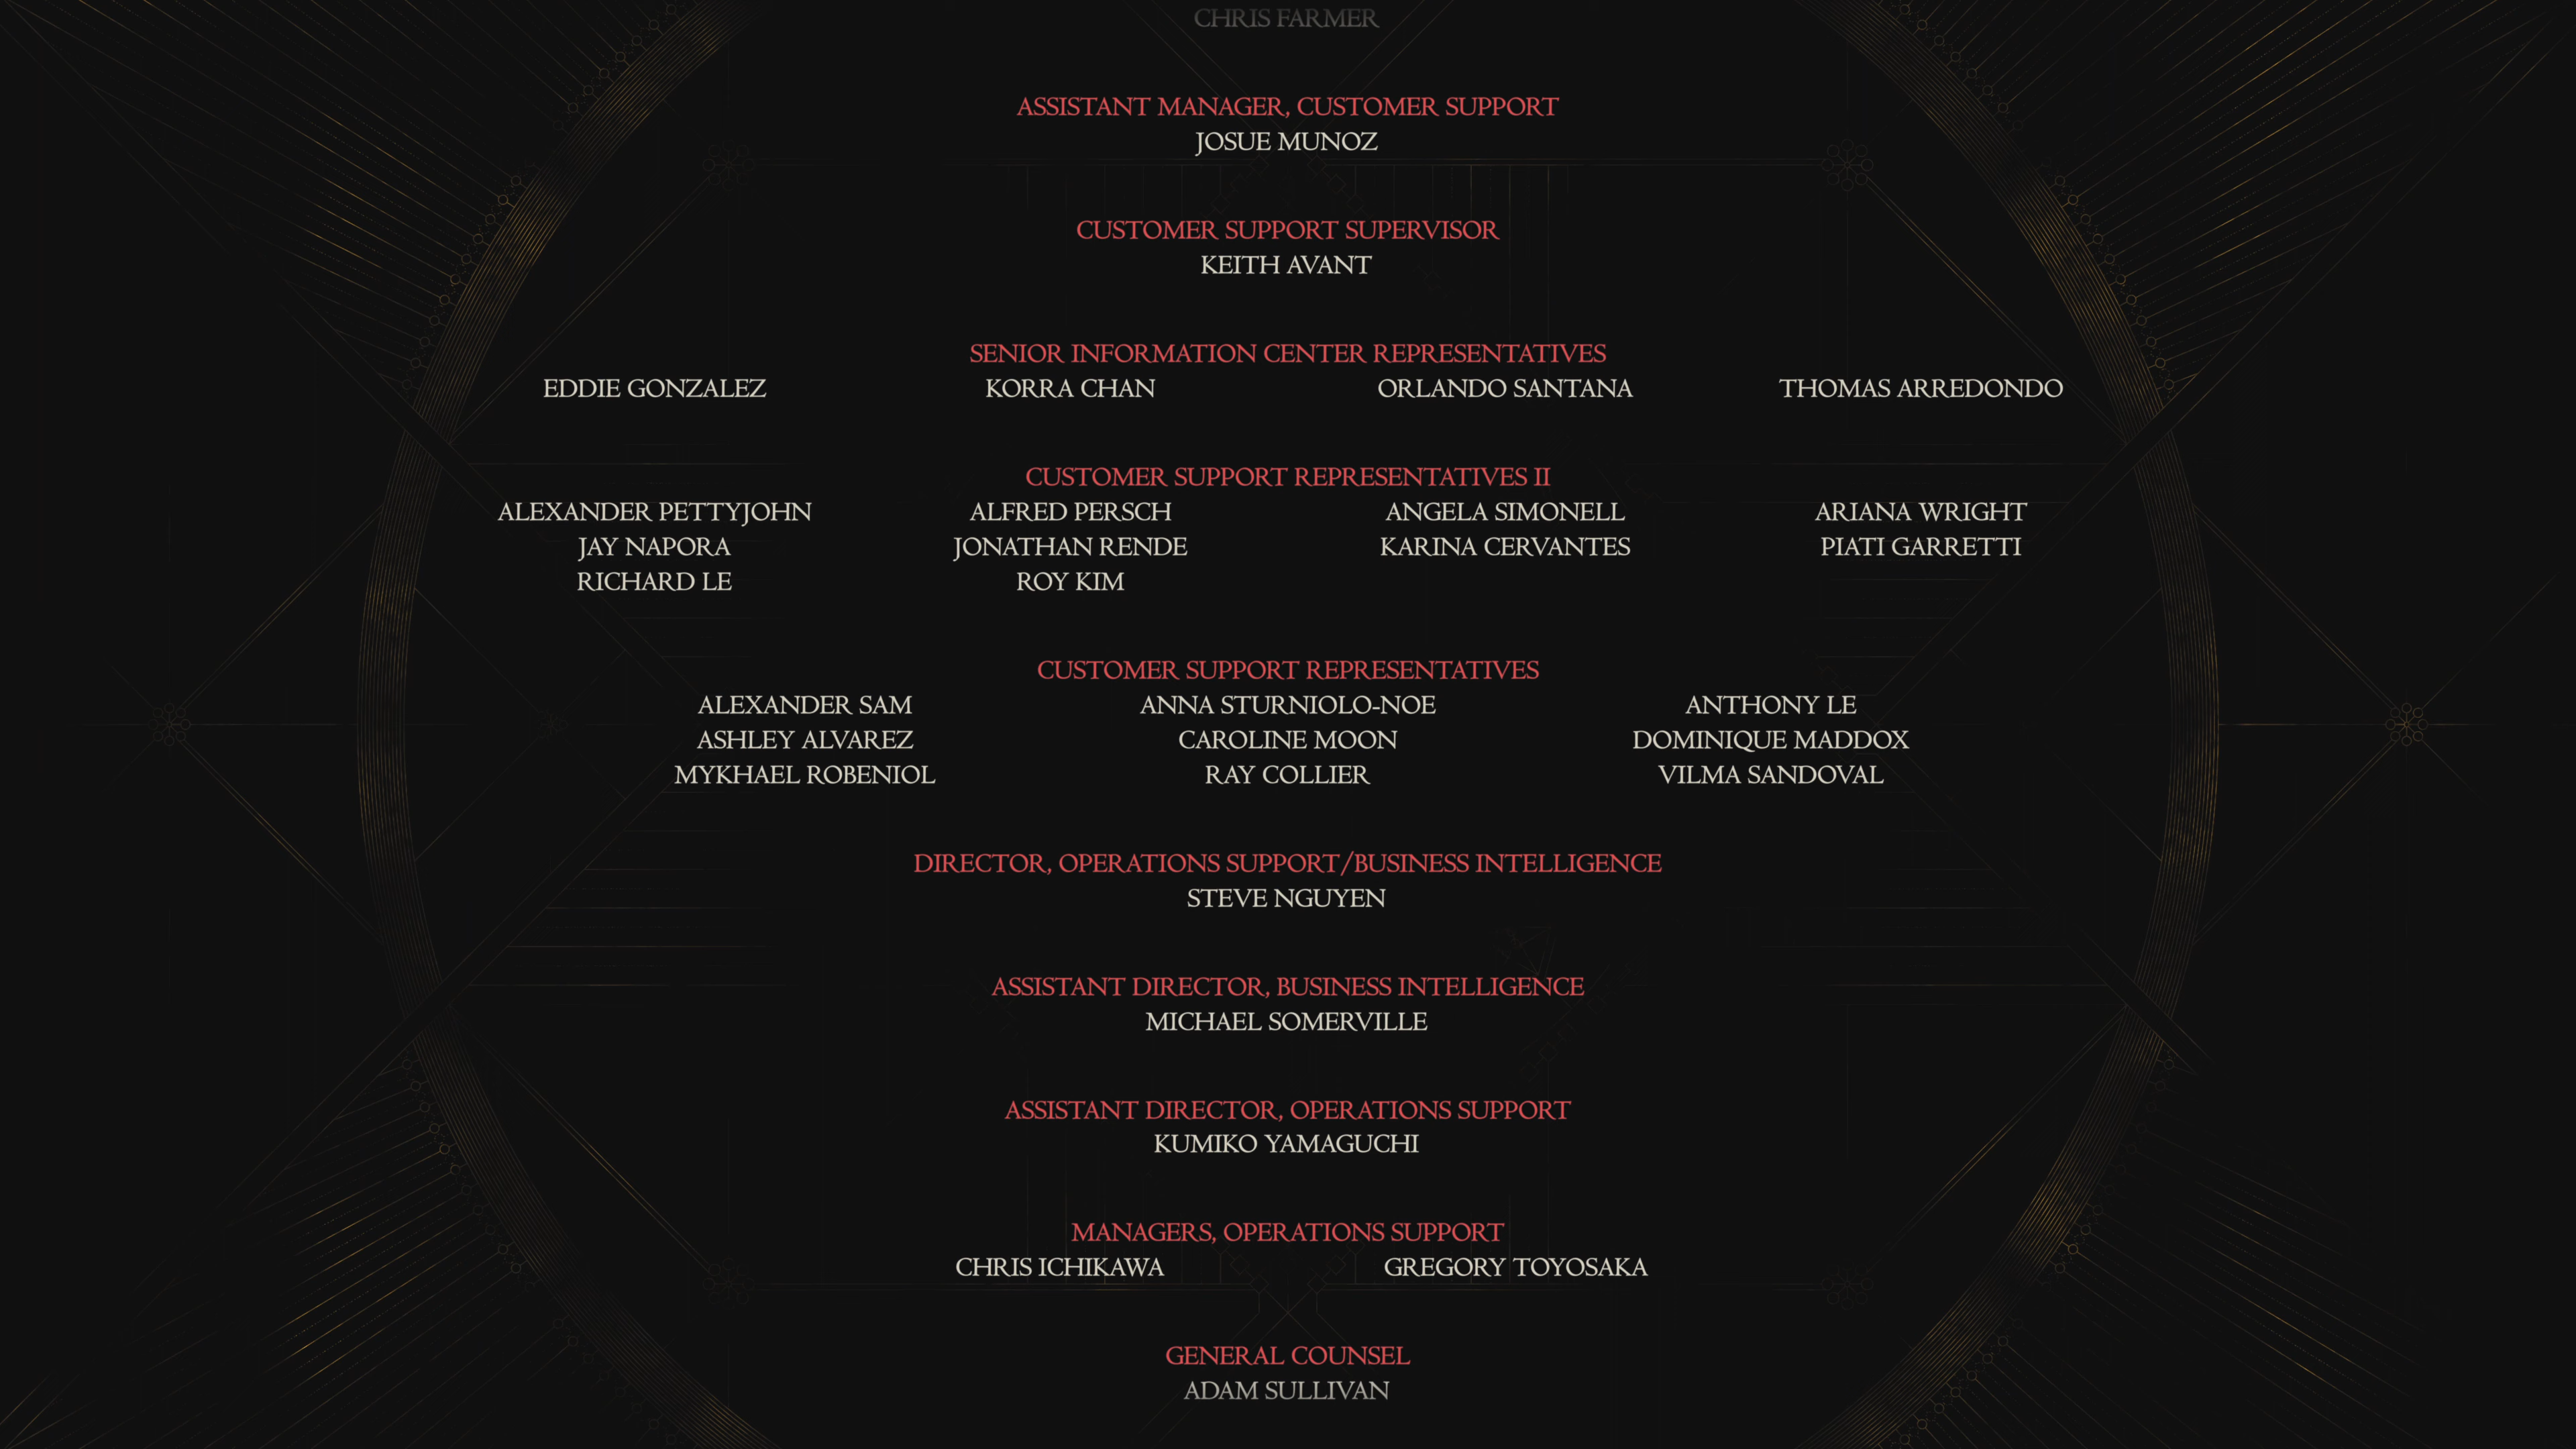 CHRIS FARMER
ASSISTANT MANAGER, CUSTOMER SUPPORT
JOSUE MUNOZ
CUSTOMER SUPPORT SUPERVISOR
KEITH AVANT
SENIOR INFORMATION CENTER REPRESENTATIVES
EDDIE GONZALEZ KORRA CHAN ORLANDO SANTANA THOMAS ARREDONDO
CUSTOMER SUPPORT REPRESENTATIVES II
ALEXANDER PETTYJOHN ALFRED PERSCH ANGELA SIMONELL ARIANA WRIGHT
JAY NAPORA JONATHAN RENDE KARINA CERVANTES PIATI GARRETTI
RICHARD LE ROY KIM
CUSTOMER SUPPORT REPRESENTATIVES
ALEXANDER SAM ANNA STURNIOLO-NOE ANTHONY LE
ASHLEY ALVAREZ CAROLINE MOON DOMINIQUE MADDOX
MYKHAEL ROBENIOL RAY COLLIER VILMA SANDOVAL
DIRECTOR, OPERATIONS SUPPORT/BUSINESS INTELLIGENCE
STEVE NGUYEN
ASSISTANT DIRECTOR, BUSINESS INTELLIGENCE
MICHAEL SOMERVILLE
ASSISTANT DIRECTOR, OPERATIONS SUPPORT
KUMIKO YAMAGUCHI
MANAGERS, OPERATIONS SUPPORT
CHRIS ICHIKAWA GREGORY TOYOSAKA
GENERAL COUNSEL
ADAM SULLIVAN